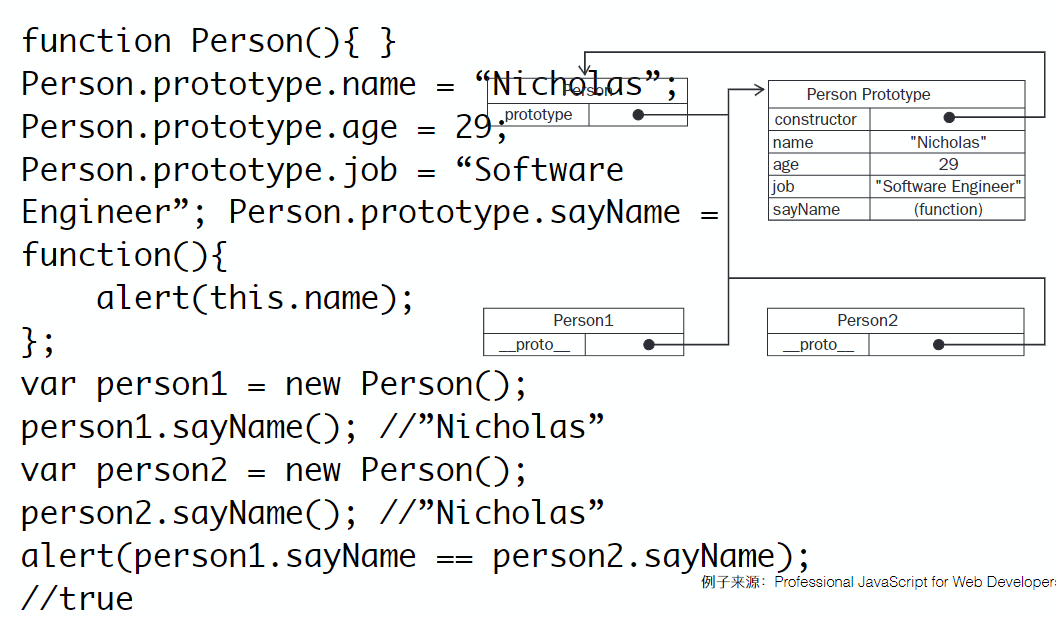 function Person(){ }
Person.prototype.name = “Nicholas”;
Person.prototype.age = 29;
Person.prototype.job = “Software
Engineer”; Person.prototype.sayName =
function(){
alert(this.name);
};
var person1 = new Person();
person1.sayName(); //”Nicholas”
var person2 = new Person();
person2.sayName(); //”Nicholas”
alert(person1.sayName == person2.sayName);
//true
Person
prototype
Person Prototype
constructor
name "Nicholas"
age 29
job "Software Engineer"
sayName (function)
Person1
__proto__
Person2
__proto__
例子来源：Professional JavaScript for Web Developers